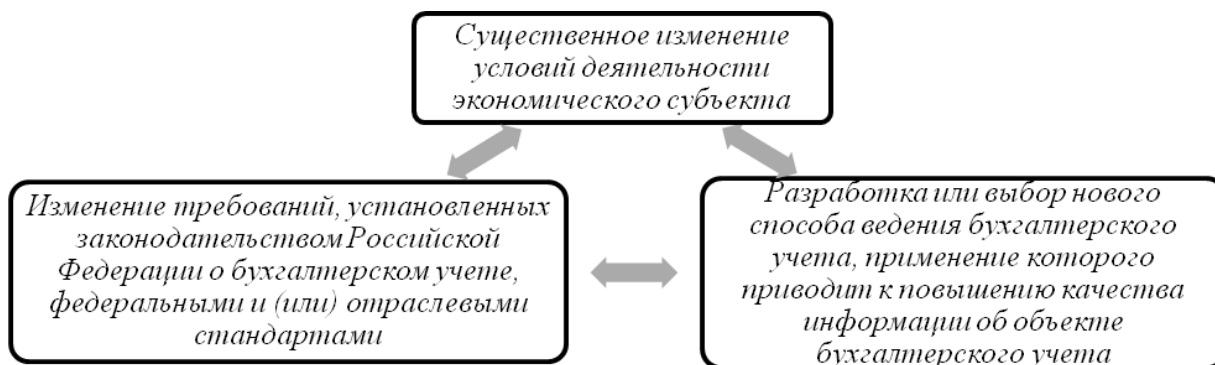 Существенное изменение
условий деятельности
экономического субъекта
Изменение требований, установленных
законодательством Российской
Федерации о бухгалтерском учете,
федеральными и (или) отраслевыми
стандартами
Разработка или выбор нового
способа ведения бухгалтерского
учета, применение которого
приводит к повышению качества
информации об объекте
бухгалтерского учета